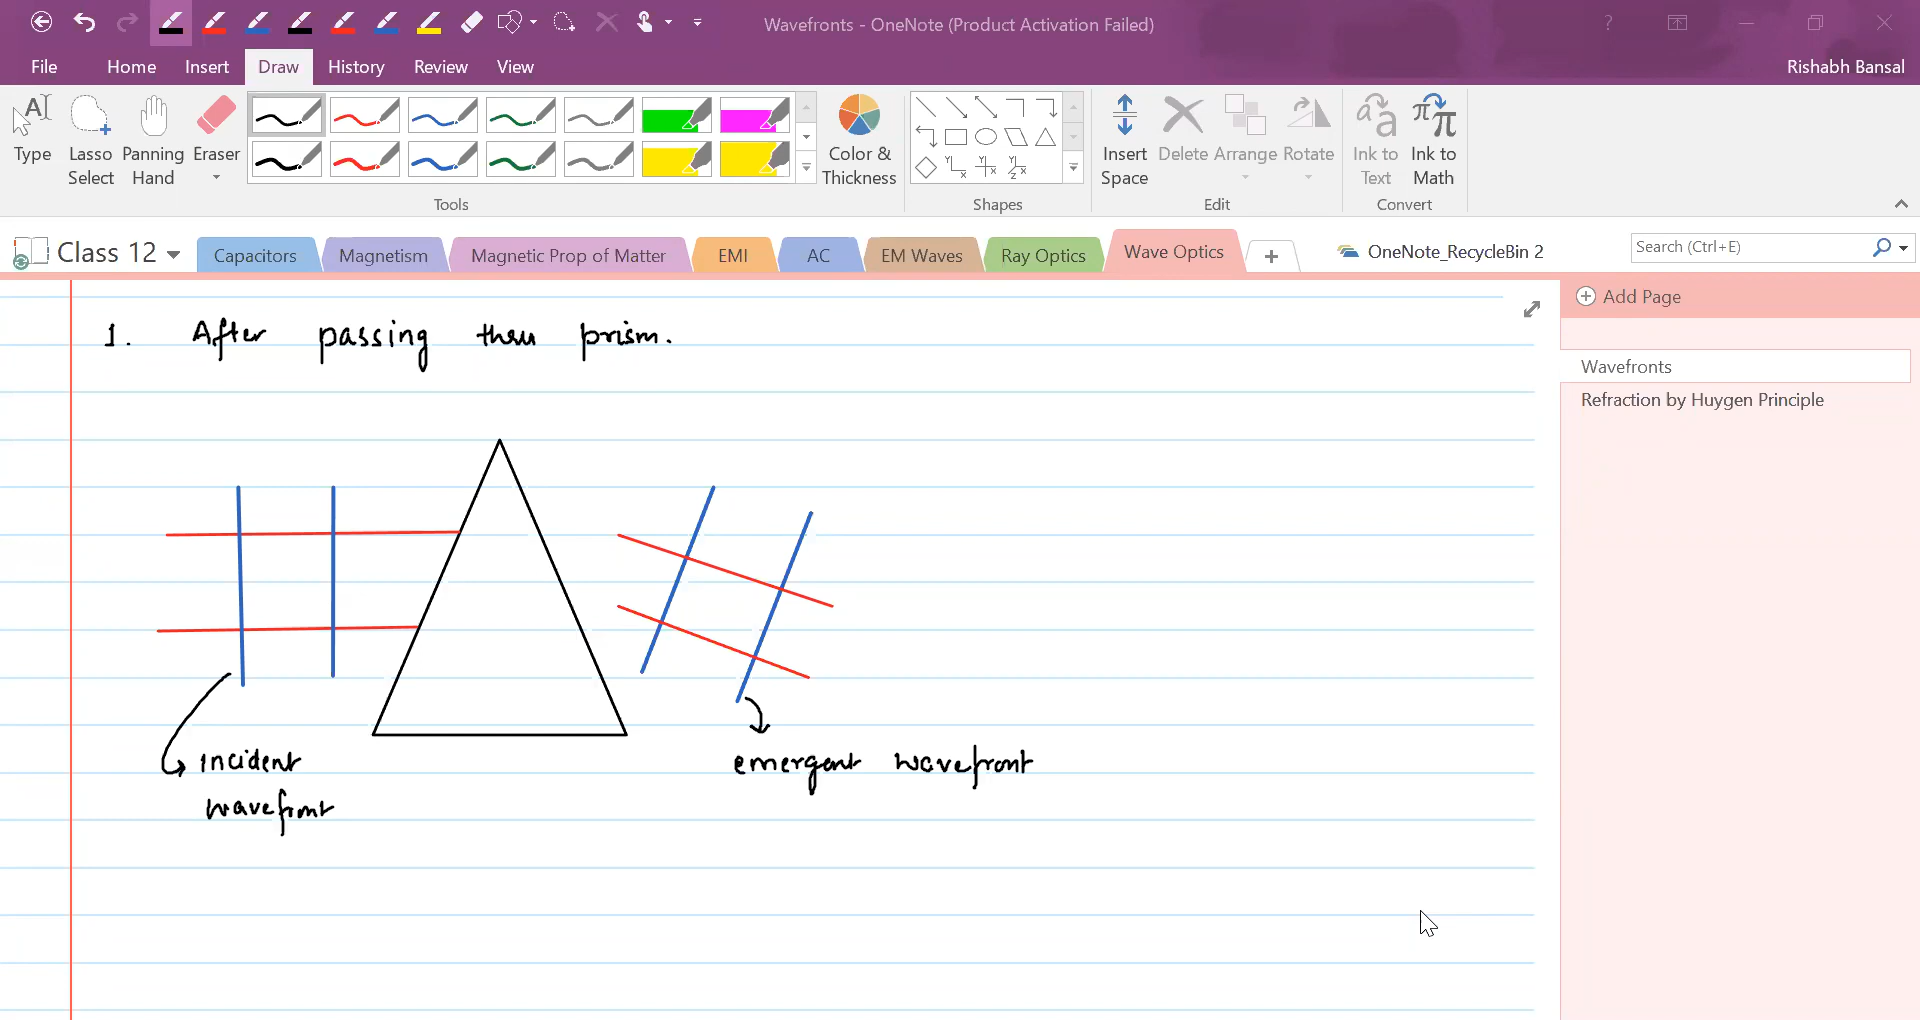 Wavefronts - OneNote (Product Activation Failed)
?
File Home Insert Draw History Review View
Rishabh Bansal
Type
Lasso Select
Panning Hand
Eraser
Color & Thickness
Insert Space
Delete
Arrange
Rotate
Ink to Text
Ink to Math
Tools
Shapes
Edit
Convert
Class 12
Capacitors
Magnetism
Magnetic Prop of Matter
EMI
AC
EM Waves
Ray Optics
Wave Optics
OneNote_RecycleBin 2
Search (Ctrl+E)
Add Page
Wavefronts
Refraction by Huygen Principle
1. After passing thru prism.
incident
wavefront
emergent wavefront